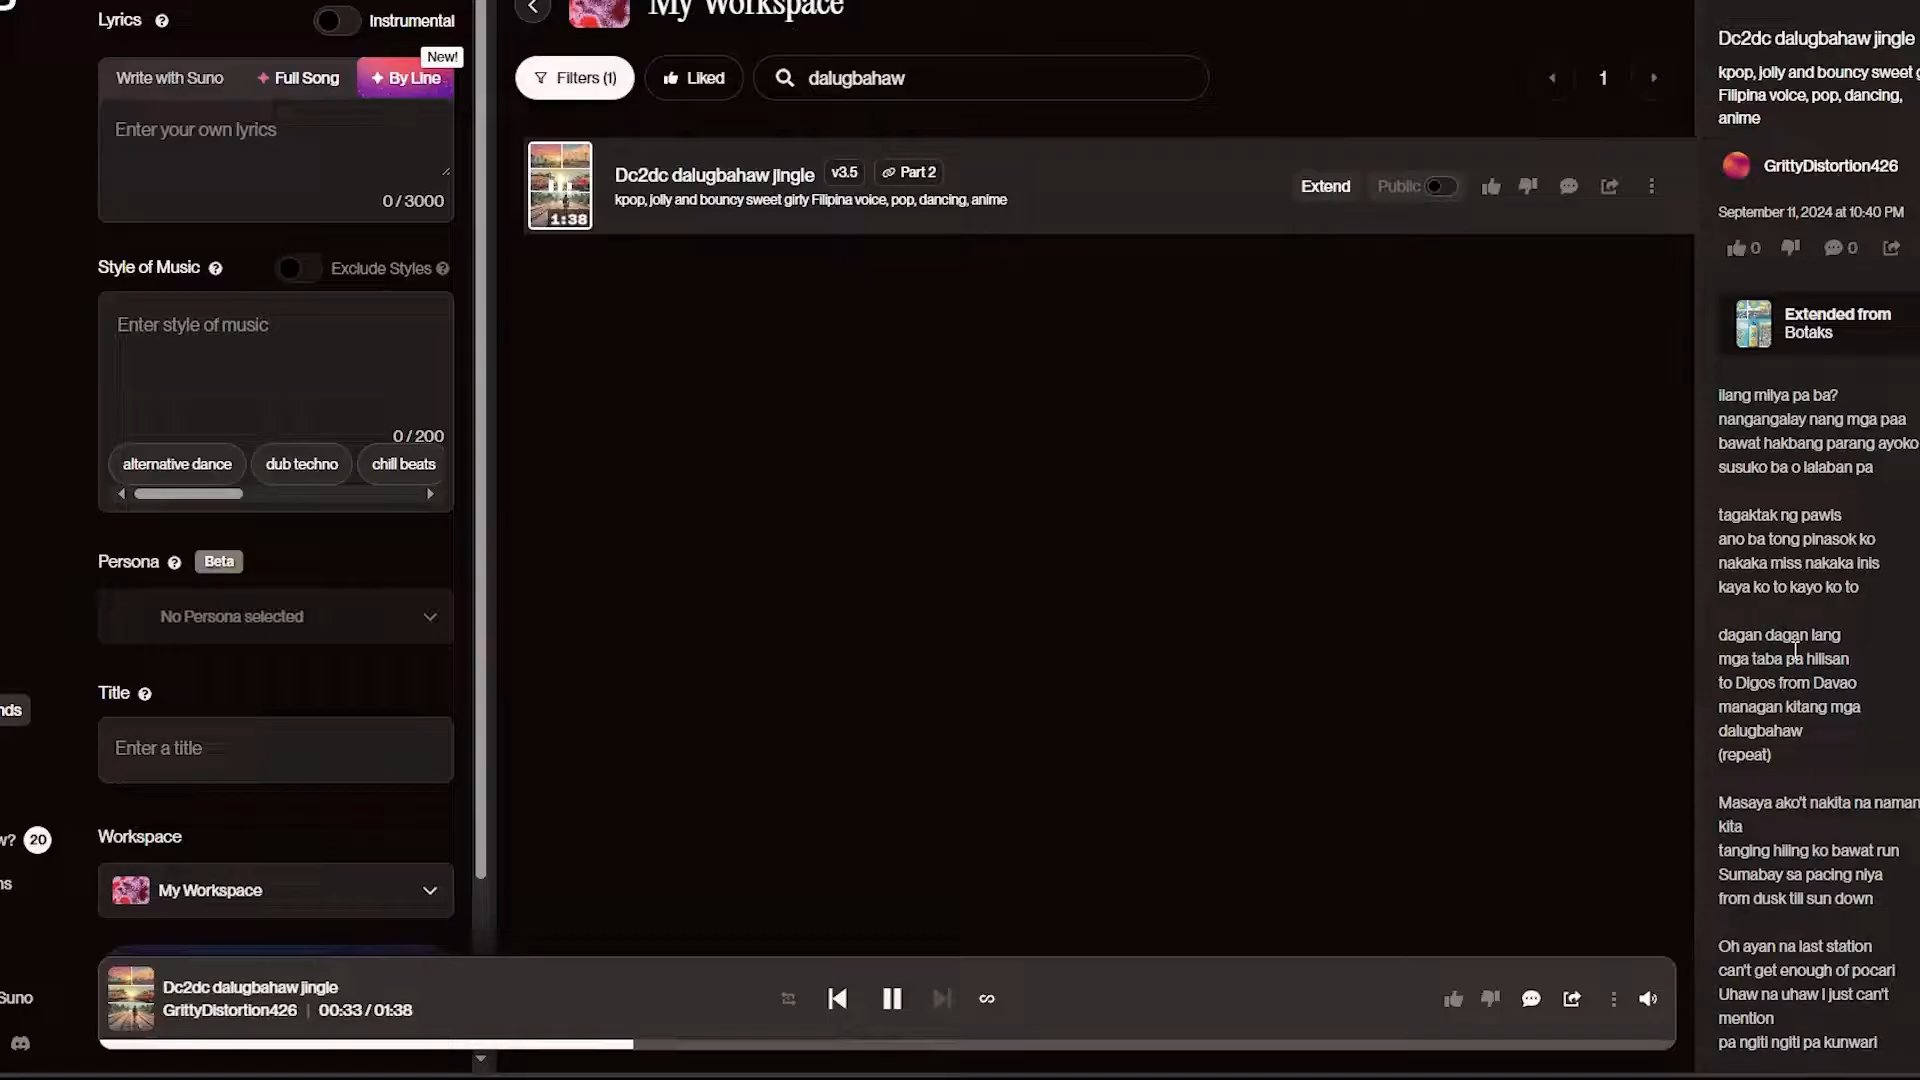 Lyrics
Instrumental
New!
Write with Suno
Full Song
By Line
Enter your own lyrics
0 / 3000
Style of Music
Exclude Styles
Enter style of music
0 / 200
alternative dance
dub techno
chill beats
Persona
Beta
No Persona selected
Title
Enter a title
Workspace
My Workspace
nds
w? 20
ns
Suno
My Workspace
Filters (1)
Liked
dalugbahaw
1
1:38
Dc2dc dalugbahaw jingle
v3.5
Part 2
kpop, jolly and bouncy sweet girly Filipina voice, pop, dancing, anime
Extend
Public
Dc2dc dalugbahaw jingle
kpop, jolly and bouncy sweet g
Filipina voice, pop, dancing,
anime
GrittyDistortion426
September 11, 2024 at 10:40 PM
0
0
Extended from
Botaks
ilang milya pa ba?
nangangalay nang mga paa
bawat hakbang parang ayoko
susuko ba o lalaban pa
tagaktak ng pawis
ano ba tong pinasok ko
nakaka miss nakaka inis
kaya ko to kayo ko to
dagan dagan lang
mga taba pa hilisan
to Digos from Davao
managan kitang mga
dalugbahaw
(repeat)
Masaya ako't nakita na naman
kita
tanging hiling ko bawat run
Sumabay sa pacing niya
from dusk till sun down
Oh ayan na last station
can't get enough of pocari
Uhaw na uhaw I just can't
mention
pa ngiti ngiti pa kunwari
Dc2dc dalugbahaw jingle
GrittyDistortion426
00:33 / 01:38